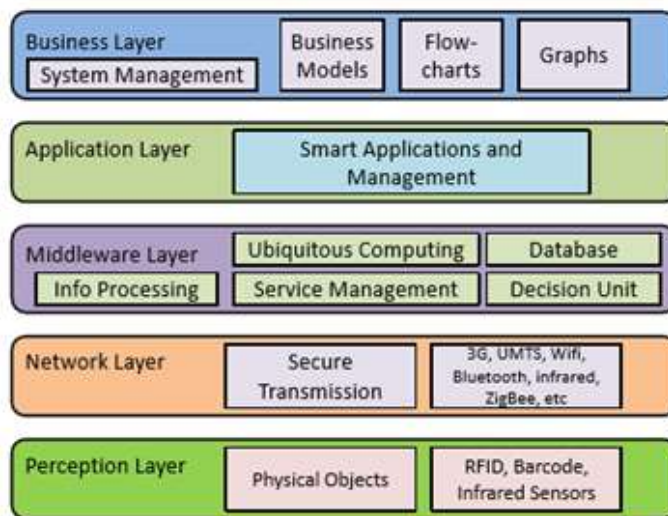 Business Layer
System Management
Business
Models
Flow-
charts
Graphs
Application Layer
Smart Applications and
Management
Middleware Layer
Ubiquitous Computing
Database
Info Processing
Service Management
Decision Unit
Network Layer
Secure
Transmission
3G, UMTS, Wifi,
Bluetooth, infrared,
ZigBee, etc
Perception Layer
Physical Objects
RFID, Barcode,
Infrared Sensors